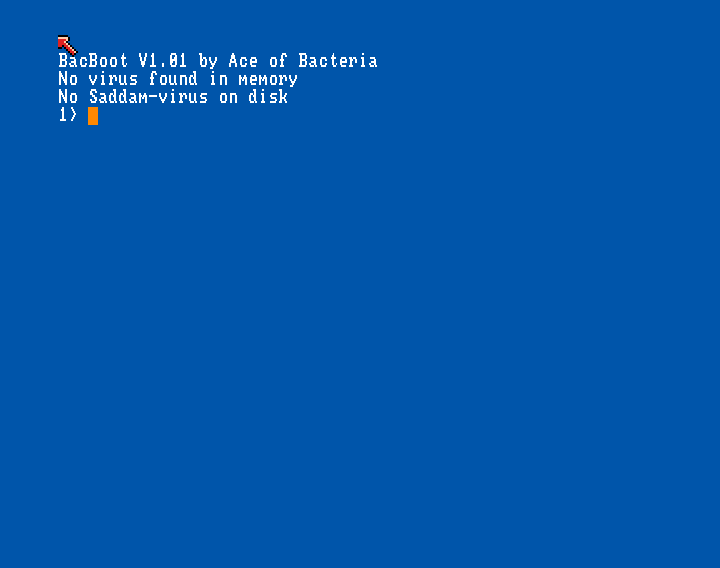 BacBoot V1.01 by Ace of Bacteria
No virus found in memory
No Saddam-virus on disk
1>